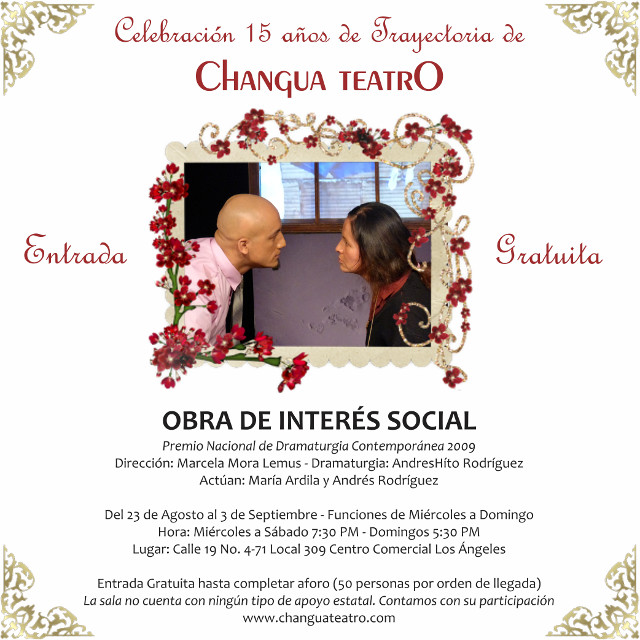 Celebración 15 años de Trayectoria de
CHANGUA TEATRO
Entrada
Gratuita
OBRA DE INTERÉS SOCIAL
Premio Nacional de Dramaturgia Contemporánea 2009
Dirección: Marcela Mora Lemus - Dramaturgia: AndresHíto Rodríguez
Actúan: María Ardila y Andrés Rodríguez
Del 23 de Agosto al 3 de Septiembre - Funciones de Miércoles a Domingo
Hora: Miércoles a Sábado 7:30 PM - Domingos 5:30 PM
Lugar: Calle 19 No. 4-71 Local 309 Centro Comercial Los Ángeles
Entrada Gratuita hasta completar aforo (50 personas por orden de llegada)
La sala no cuenta con ningún tipo de apoyo estatal. Contamos con su participación
www.changuateatro.com